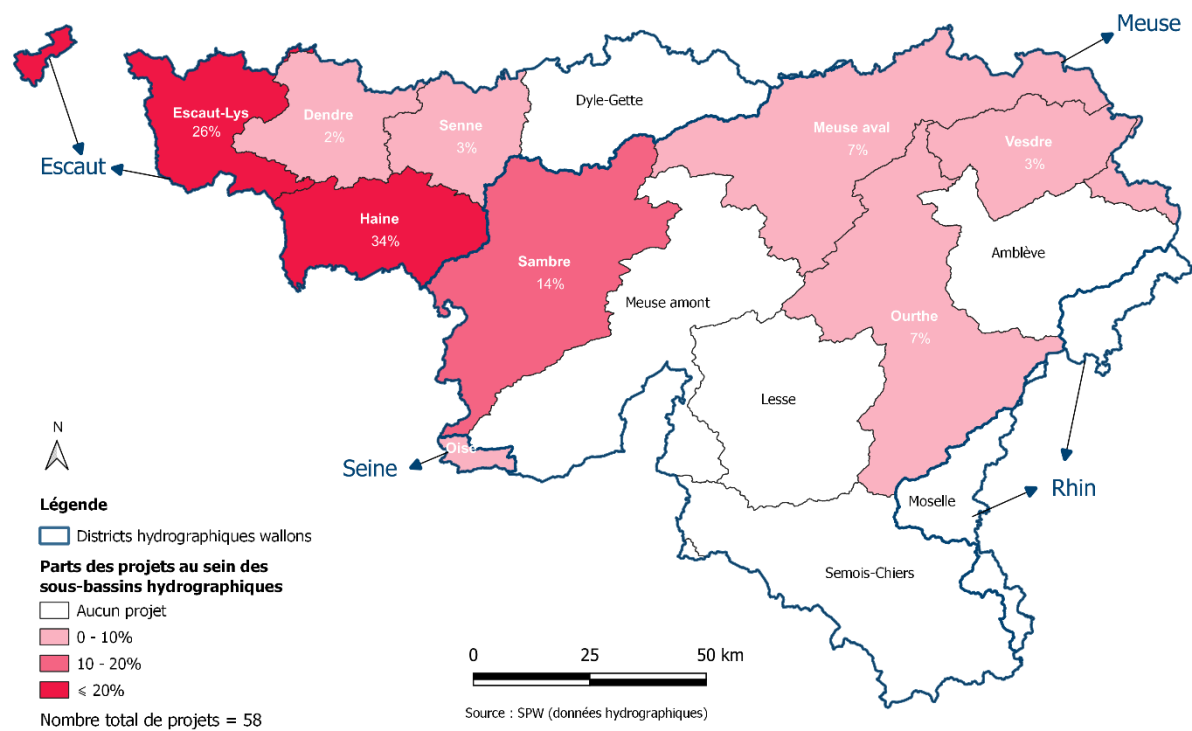 Meuse
Dyle-Gette
Escaut-Lys
26%
Dendre
2%
Senne
3%
Meuse aval
7%
Vesdre
3%
Escaut
Haine
34%
Sambre
14%
Amblève
Meuse amont
Ourthe
7%
Lesse
N
Oise
Seine
Moselle
Rhin
Légende
Districts hydrographiques wallons
Parts des projets au sein des
sous-bassins hydrographiques
Aucun projet
0 - 10%
10 - 20%
⩽ 20%
Nombre total de projets = 58
Semois-Chiers
0 25 50 km
Source : SPW (données hydrographiques)